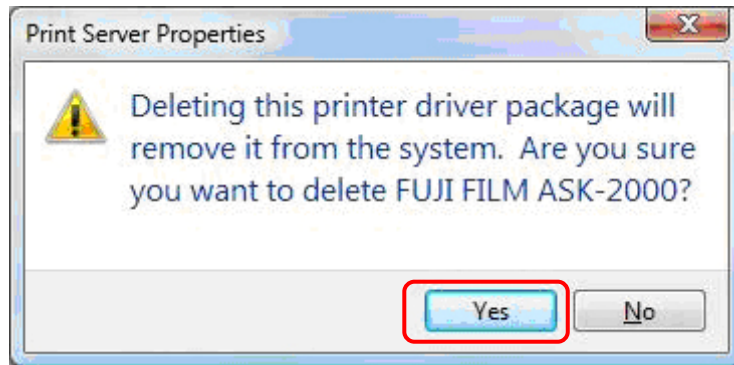 Print Server Properties
Deleting this printer driver package will
remove it from the system. Are you sure
you want to delete FUJI FILM ASK-2000?
Yes
No